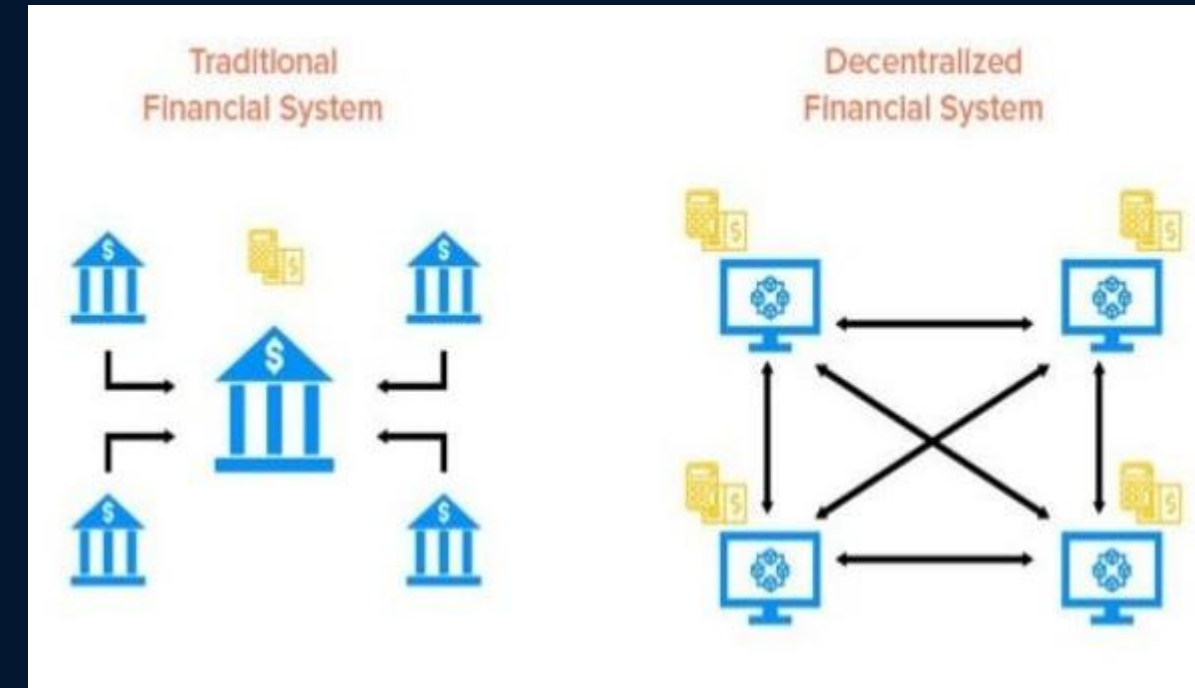 Traditional
Financial System
Decentralized
Financial System
$
$
$
$
$
$
$
$
$
$